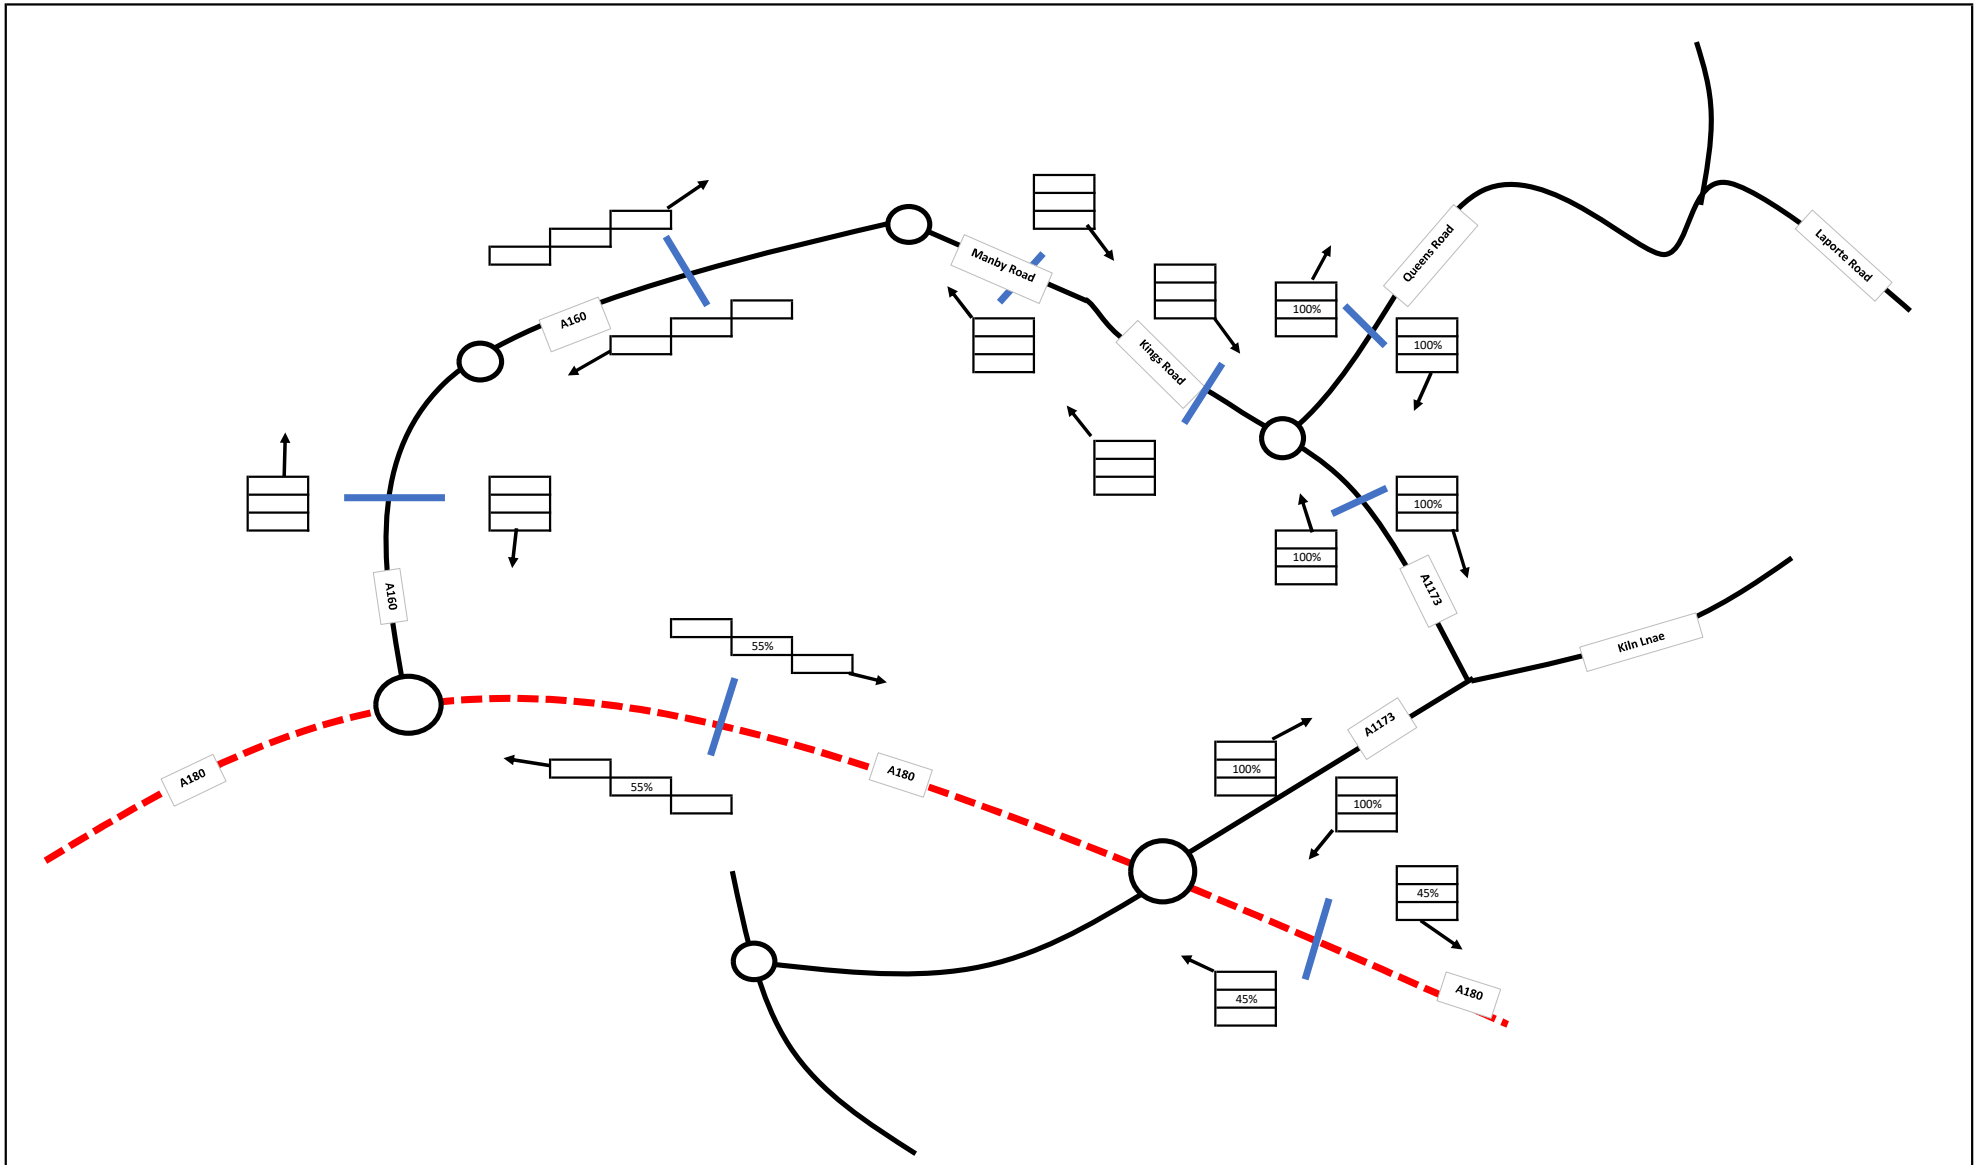 Queens Road
Laporte Road
Manby Road
100%
A160
100%
Kings Road
100%
100%
A1173
A160
Kiln Lnae
55%
A1173
A180
A180
100%
55%
100%
45%
A180
45%